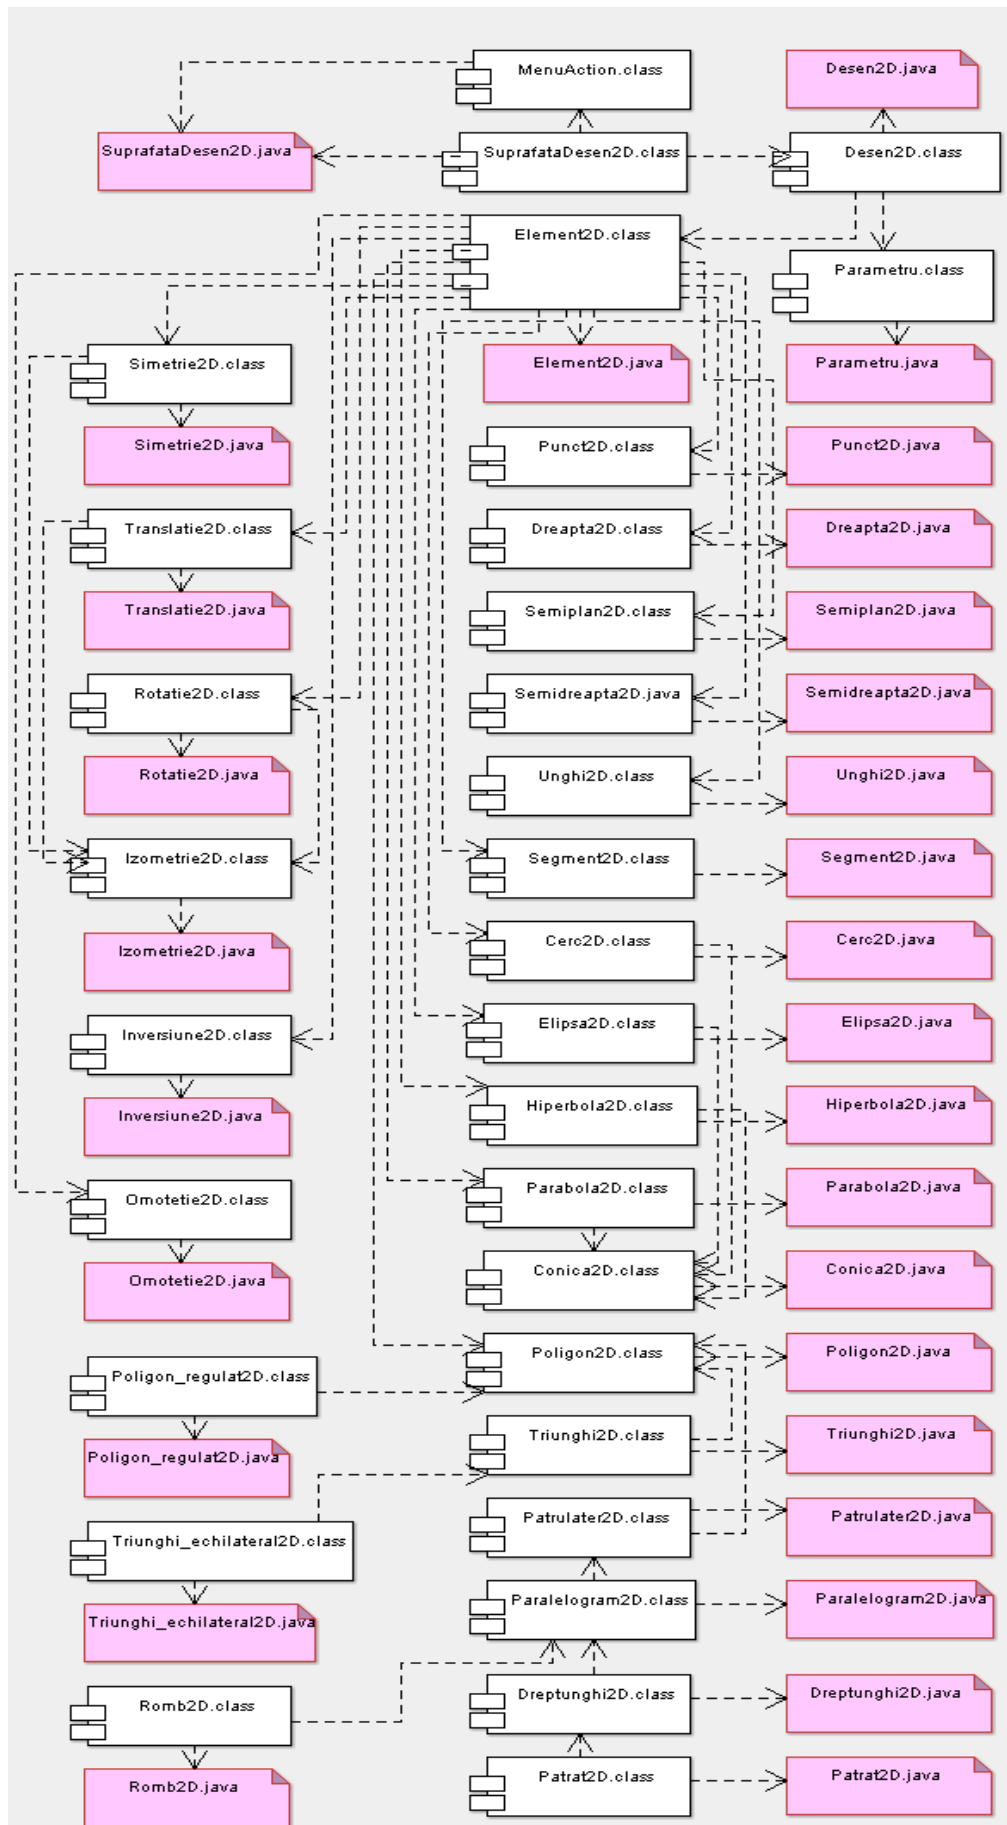 MenuAction.class
Desen2D.java
SuprafataDesen2D.java
SuprafataDesen2D.class
Desen2D.class
Element2D.class
Parametru.class
Simetrie2D.class
Element2D.java
Parametru.java
Simetrie2D.java
Punct2D.class
Punct2D.java
Translatie2D.class
Dreapta2D.class
Dreapta2D.java
Translatie2D.java
Semiplan2D.class
Semiplan2D.java
Rotatie2D.class
Semidreapta2D.java
Semidreapta2D.java
Rotatie2D.java
Unghi2D.class
Unghi2D.java
Izometrie2D.class
Segment2D.class
Segment2D.java
Izometrie2D.java
Cerc2D.class
Cerc2D.java
Inversiune2D.class
Elipsa2D.class
Elipsa2D.java
Inversiune2D.java
Hiperbola2D.class
Hiperbola2D.java
Omotetie2D.class
Parabola2D.class
Parabola2D.java
Omotetie2D.java
Conica2D.class
Conica2D.java
Poligon_regulat2D.class
Poligon2D.class
Poligon2D.java
Poligon_regulat2D.java
Triunghi2D.class
Triunghi2D.java
Triunghi_echilateral2D.class
Patrulater2D.class
Patrulater2D.java
Triunghi_echilateral2D.java
Paralelogram2D.class
Paralelogram2D.java
Romb2D.class
Dreptunghi2D.class
Dreptunghi2D.java
Romb2D.java
Patrat2D.class
Patrat2D.java